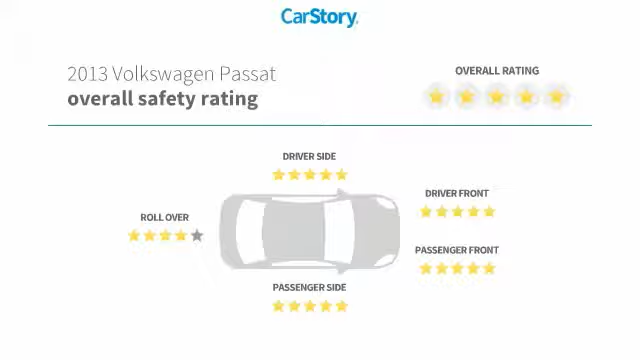 CarStory.
2013 Volkswagen Passat
overall safety rating
OVERALL RATING
DRIVER SIDE
DRIVER FRONT
ROLL OVER
PASSENGER FRONT
PASSENGER SIDE